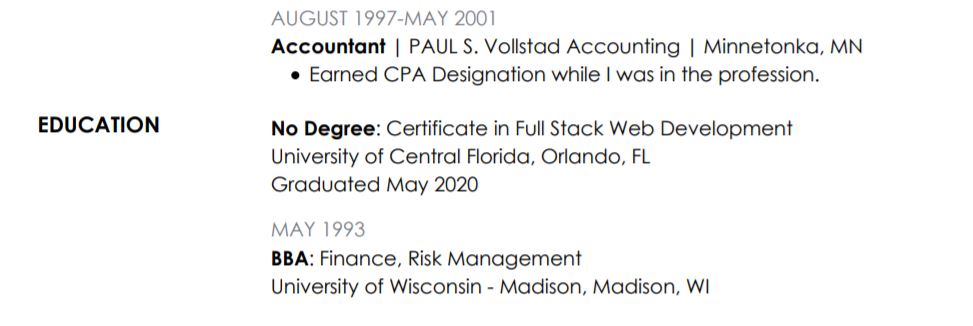 AUGUST 1997-MAY 2001
Accountant | PAUL S. Vollstad Accounting | Minnetonka, MN
● Earned CPA Designation while I was in the profession.
EDUCATION
No Degree: Certificate in Full Stack Web Development
University of Central Florida, Orlando, FL
Graduated May 2020
MAY 1993
BBA: Finance, Risk Management
University of Wisconsin - Madison, Madison, WI